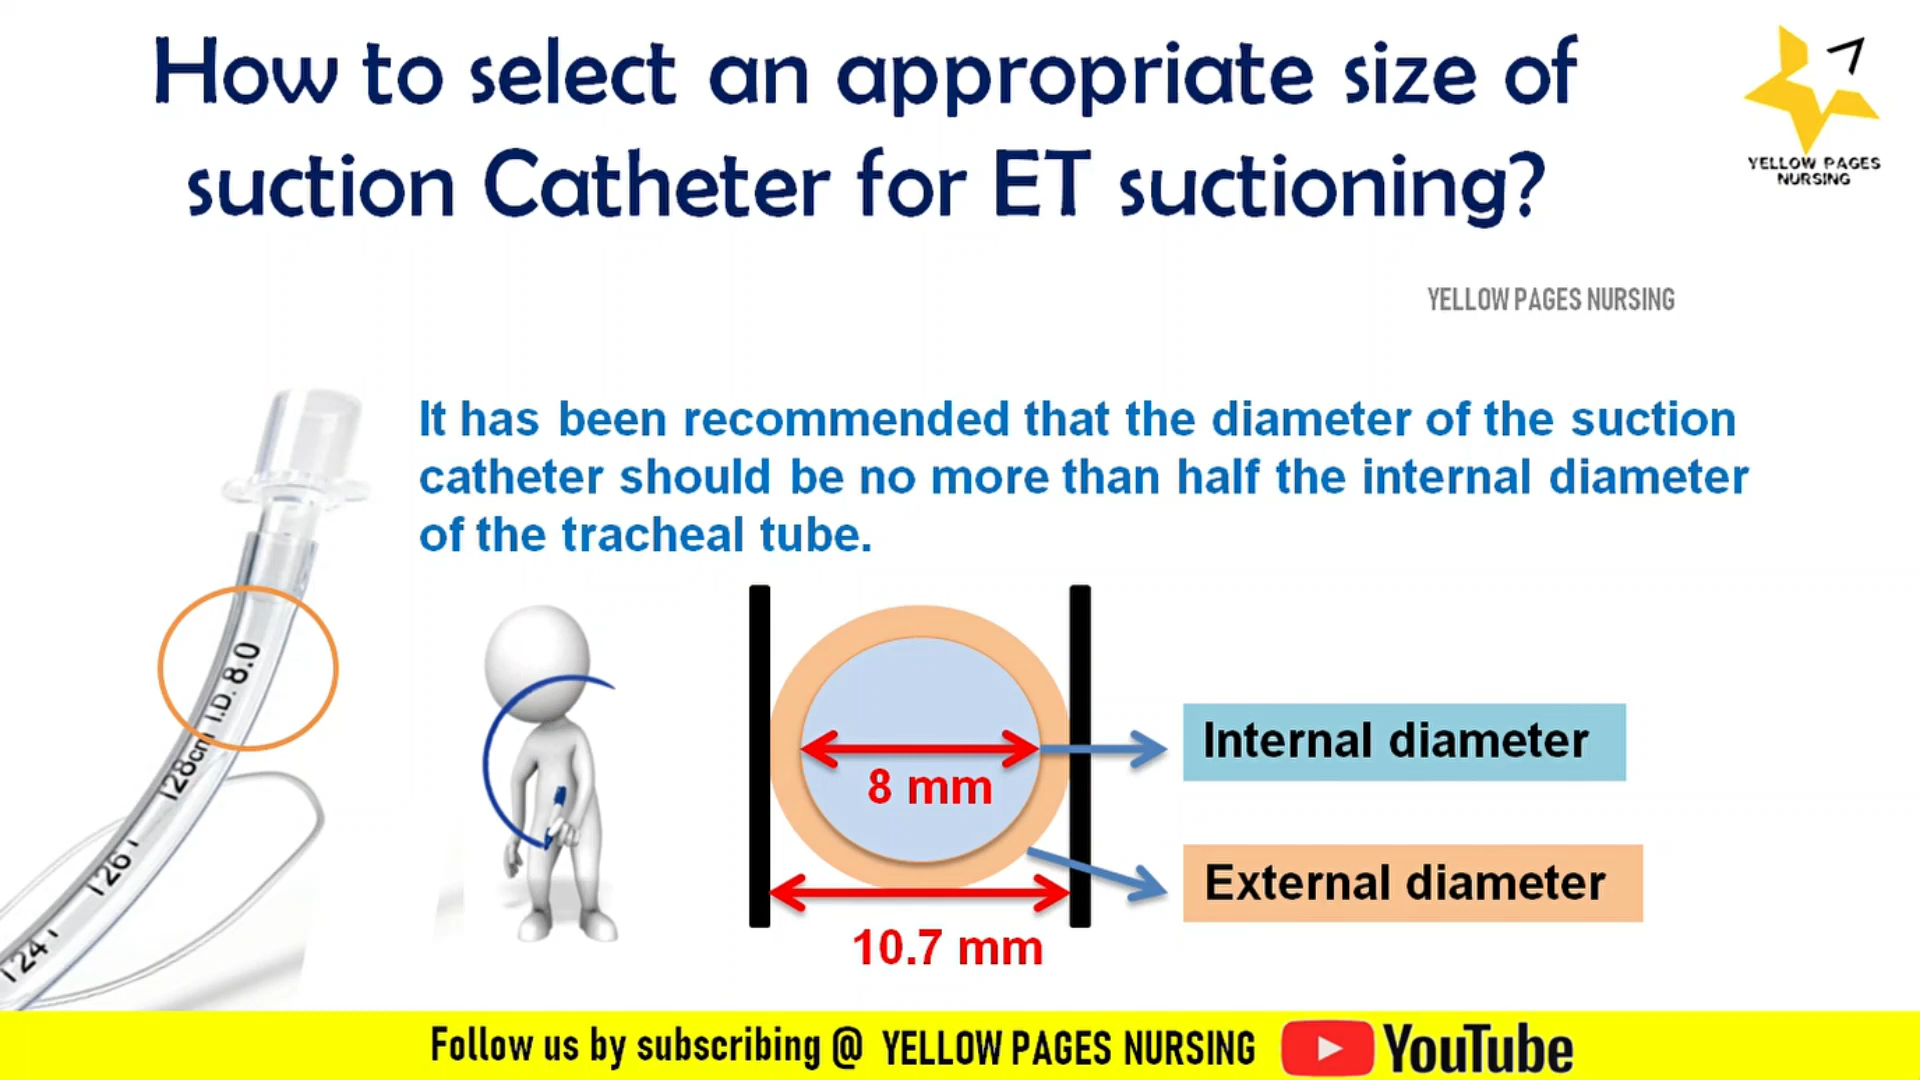 How to select an appropriate size of
suction Catheter for ET suctioning?
YELLOW PAGES
NURSING
YELLOW PAGES NURSING
It has been recommended that the diameter of the suction
catheter should be no more than half the internal diameter
of the tracheal tube.
I.D. 8.0
28cm
26
24
8 mm
Internal diameter
External diameter
10.7 mm
Follow us by subscribing @ YELLOW PAGES NURSING YouTube